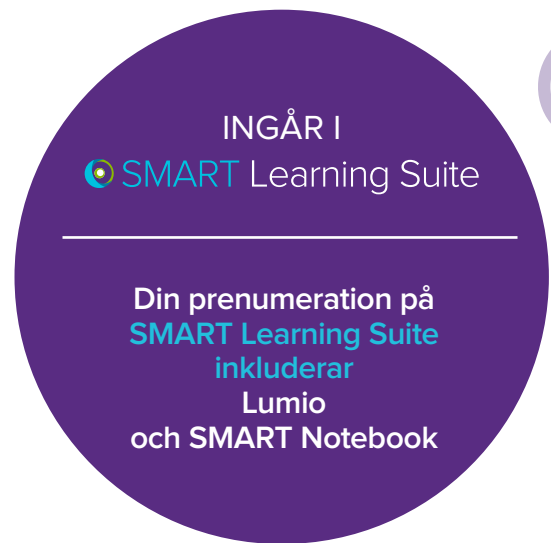 INGÅR I
SMART Learning Suite
Din prenumeration på
SMART Learning Suite
inkluderar
Lumio
och SMART Notebook